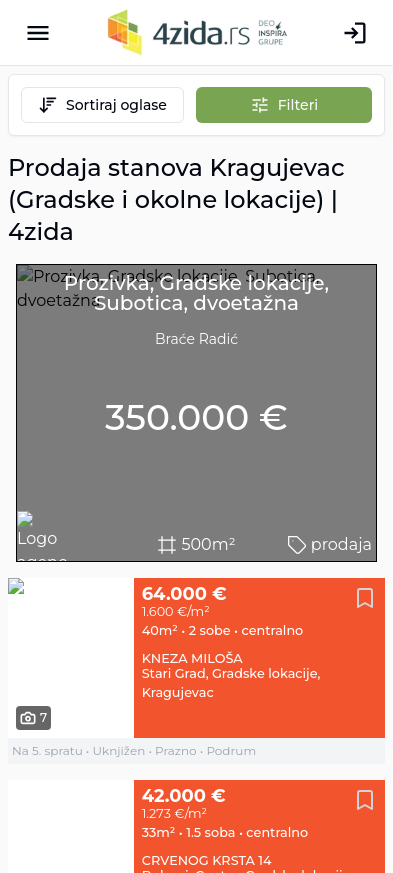 4zida.rs
DEO
INSPIRA
GRUPE
Sortiraj oglase
Filteri
Prodaja stanova Kragujevac
(Gradske i okolne lokacije) |
4zida
Prozivka, Gradske lokacije, Subotica,
dvoetažna
Prozivka, Gradske lokacije,
Subotica, dvoetažna
Braće Radić
350.000 €
Logo
500m²
prodaja
64.000 €
1.600 €/m²
40m² • 2 sobe • centralno
KNEZA MILOŠA
Stari Grad, Gradske lokacije,
Kragujevac
7
Na 5. spratu • Uknjižen • Prazno • Podrum
42.000 €
1.273 €/m²
33m² • 1.5 soba • centralno
CRVENOG KRSTA 14